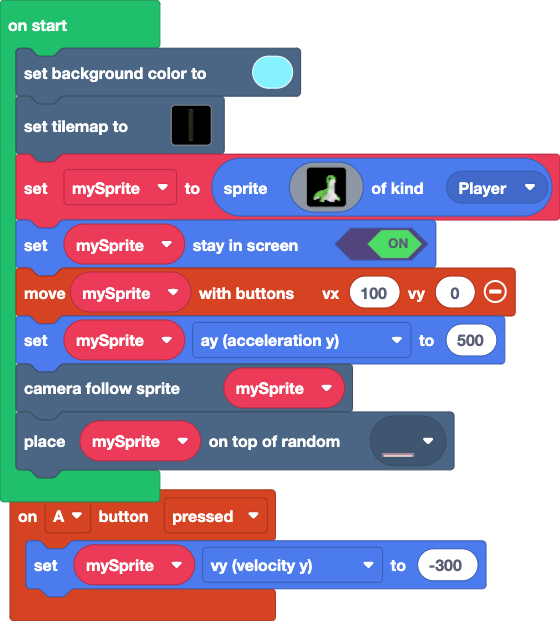 on start
set background color to
set tilemap to
set mySprite to sprite of kind Player
set mySprite stay in screen ON
move mySprite with buttons vx 100 vy 0
set mySprite ay (acceleration y) to 500
camera follow sprite mySprite
place mySprite on top of random
on A button pressed
set mySprite vy (velocity y) to -300